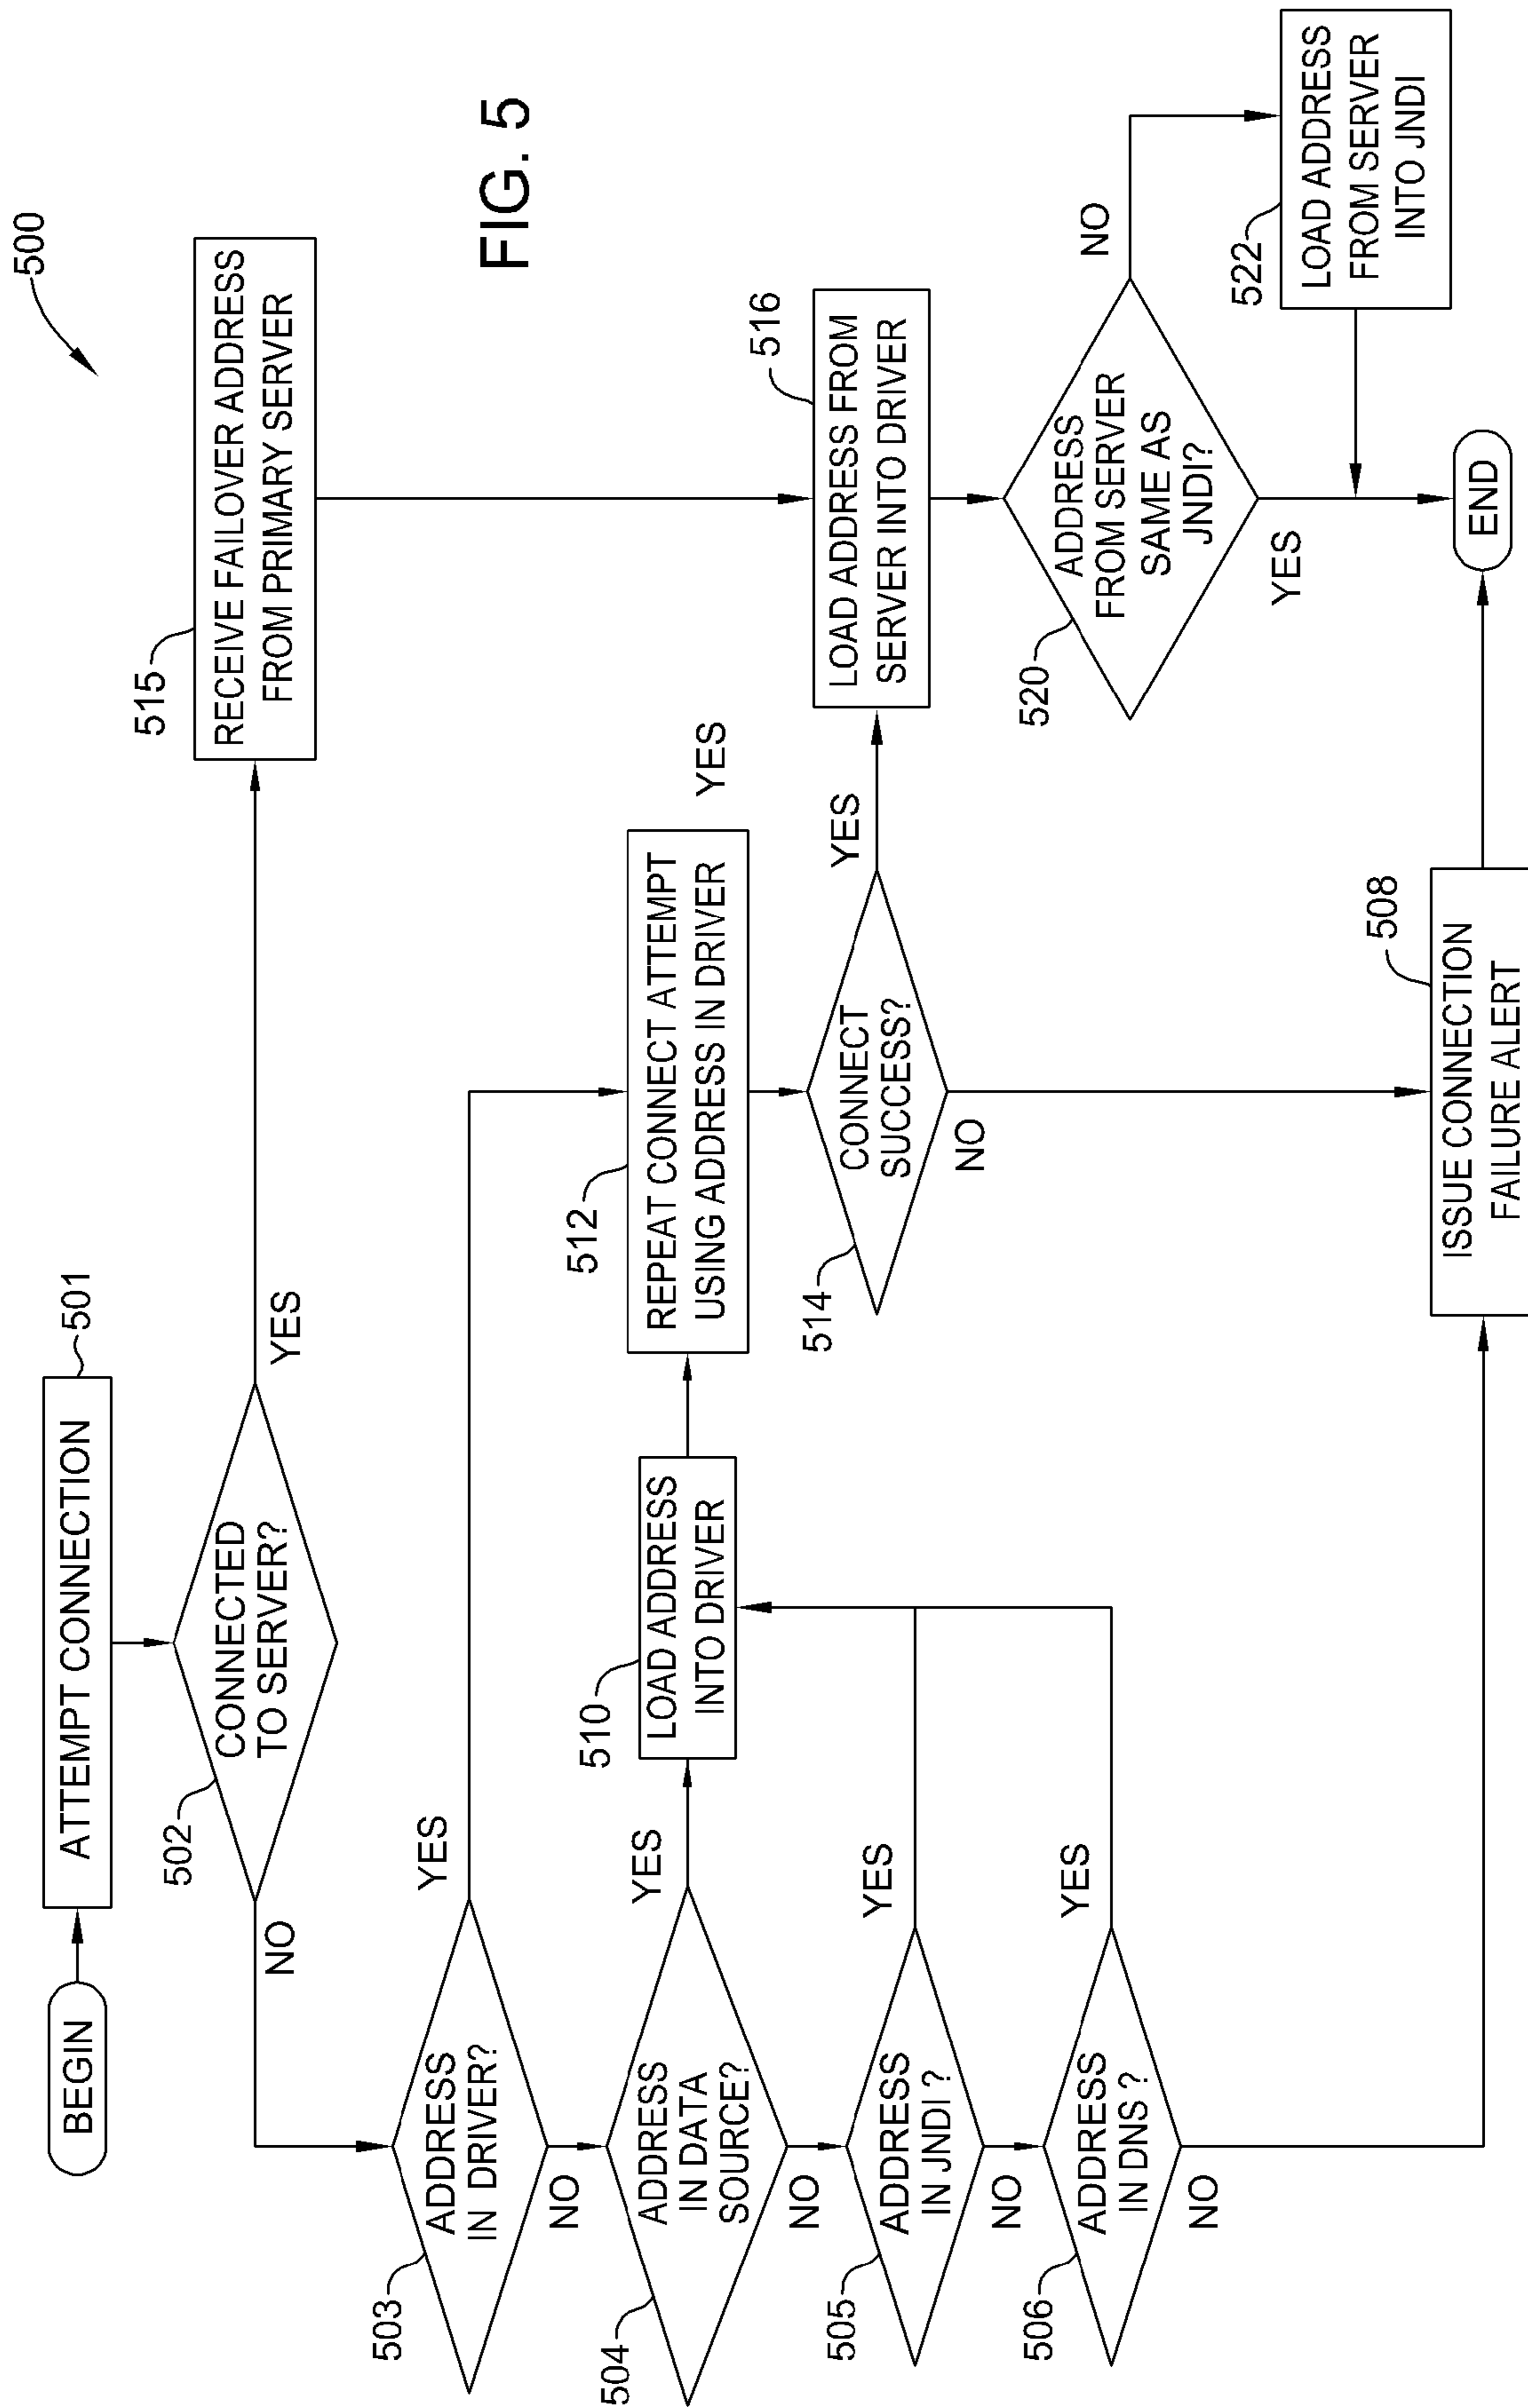 500
BEGIN
ATTEMPT CONNECTION
501
502
CONNECTED
TO SERVER?
YES
NO
515
RECEIVE FAILOVER ADDRESS
FROM PRIMARY SERVER
503
ADDRESS
IN DRIVER?
YES
NO
504
ADDRESS
IN DATA
SOURCE?
YES
NO
505
ADDRESS
IN JNDI ?
YES
NO
506
ADDRESS
IN DNS ?
YES
NO
510
LOAD ADDRESS
INTO DRIVER
512
REPEAT CONNECT ATTEMPT
USING ADDRESS IN DRIVER
YES
514
CONNECT
SUCCESS?
YES
NO
516
LOAD ADDRESS FROM
SERVER INTO DRIVER
520
ADDRESS
FROM SERVER
SAME AS
JNDI?
NO
YES
522
LOAD ADDRESS
FROM SERVER
INTO JNDI
508
ISSUE CONNECTION
FAILURE ALERT
END
FIG. 5